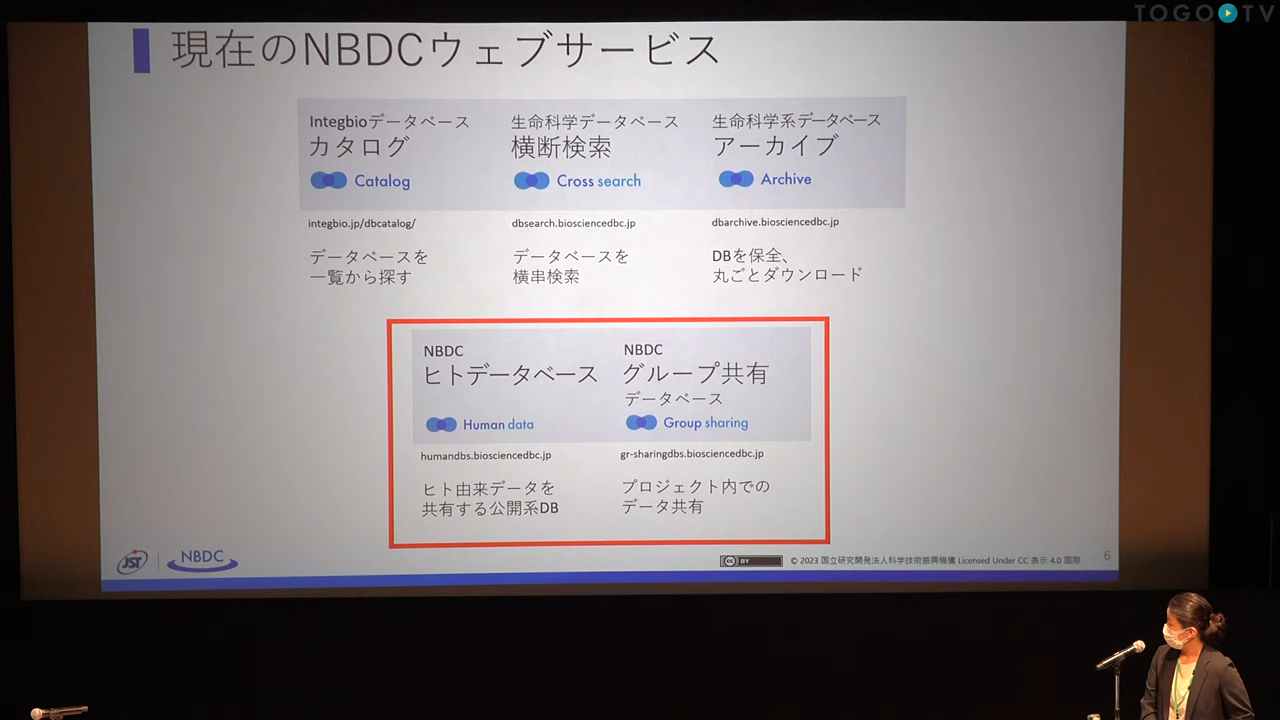 TOGO TV
現在のNBDCウェブサービス
Integbioデータベース
カタログ
Catalog
integbio.jp/dbcatalog/
データベースを
一覧から探す
生命科学データベース
横断検索
Cross search
dbsearch.biosciencedbc.jp
データベースを
横串検索
生命科学系データベース
アーカイブ
Archive
dbarchive.biosciencedbc.jp
DBを保全、
丸ごとダウンロード
NBDC
ヒトデータベース
Human data
humandbs.biosciencedbc.jp
ヒト由来データを
共有する公開系DB
NBDC
グループ共有
データベース
Group sharing
gr-sharingdbs.biosciencedbc.jp
プロジェクト内での
データ共有
JST
NBDC
cc BY
© 2023 国立研究開発法人科学技術振興機構 Licensed Under CC 表示 4.0 国際
6